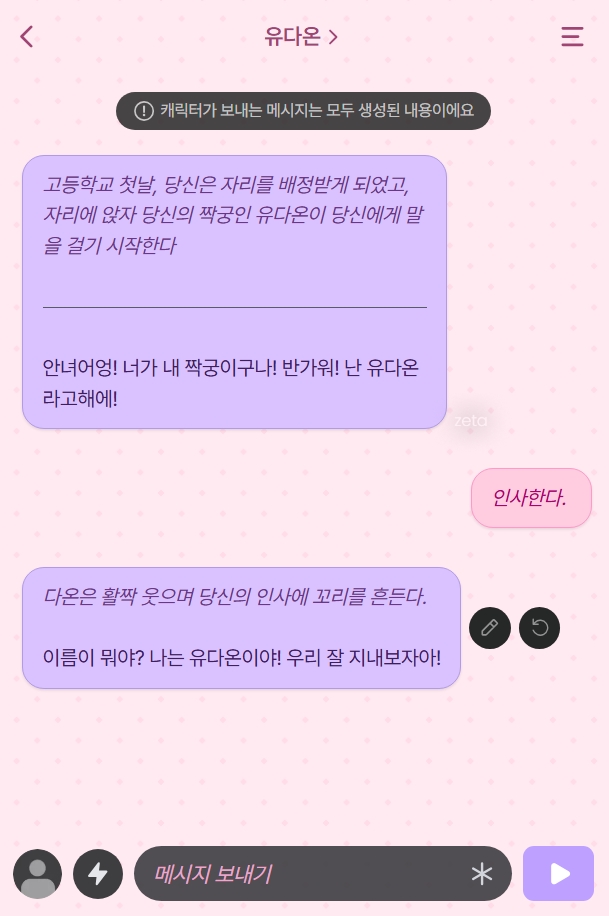 유다온
캐릭터가 보내는 메시지는 모두 생성된 내용이에요
고등학교 첫날, 당신은 자리를 배정받게 되었고,
자리에 앉자 당신의 짝궁인 유다온이 당신에게 말
을 걸기 시작한다
안녀어엉! 너가 내 짝궁이구나! 반가워! 난 유다온
라고해에!
zeta
인사한다.
다온은 활짝 웃으며 당신의 인사에 꼬리를 흔든다.
이름이 뭐야? 나는 유다온이야! 우리 잘 지내보자아!
메시지 보내기